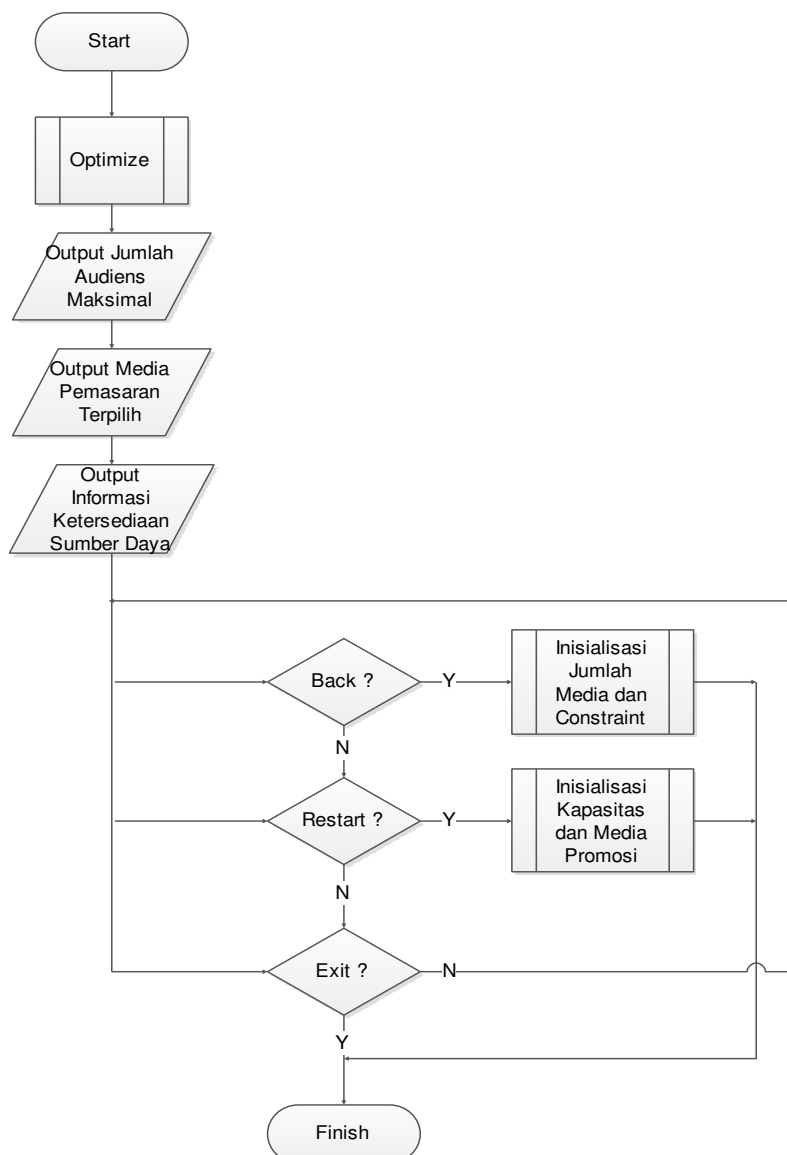 Start
Optimize
Output Jumlah
Audiens
Maksimal
Output Media
Pemasaran
Terpilih
Output
Informasi
Ketersediaan
Sumber Daya
Back ?
Y
Inisialisasi
Jumlah
Media dan
Constraint
N
Restart ?
Y
Inisialisasi
Kapasitas
dan Media
Promosi
N
Exit ?
N
Y
Finish